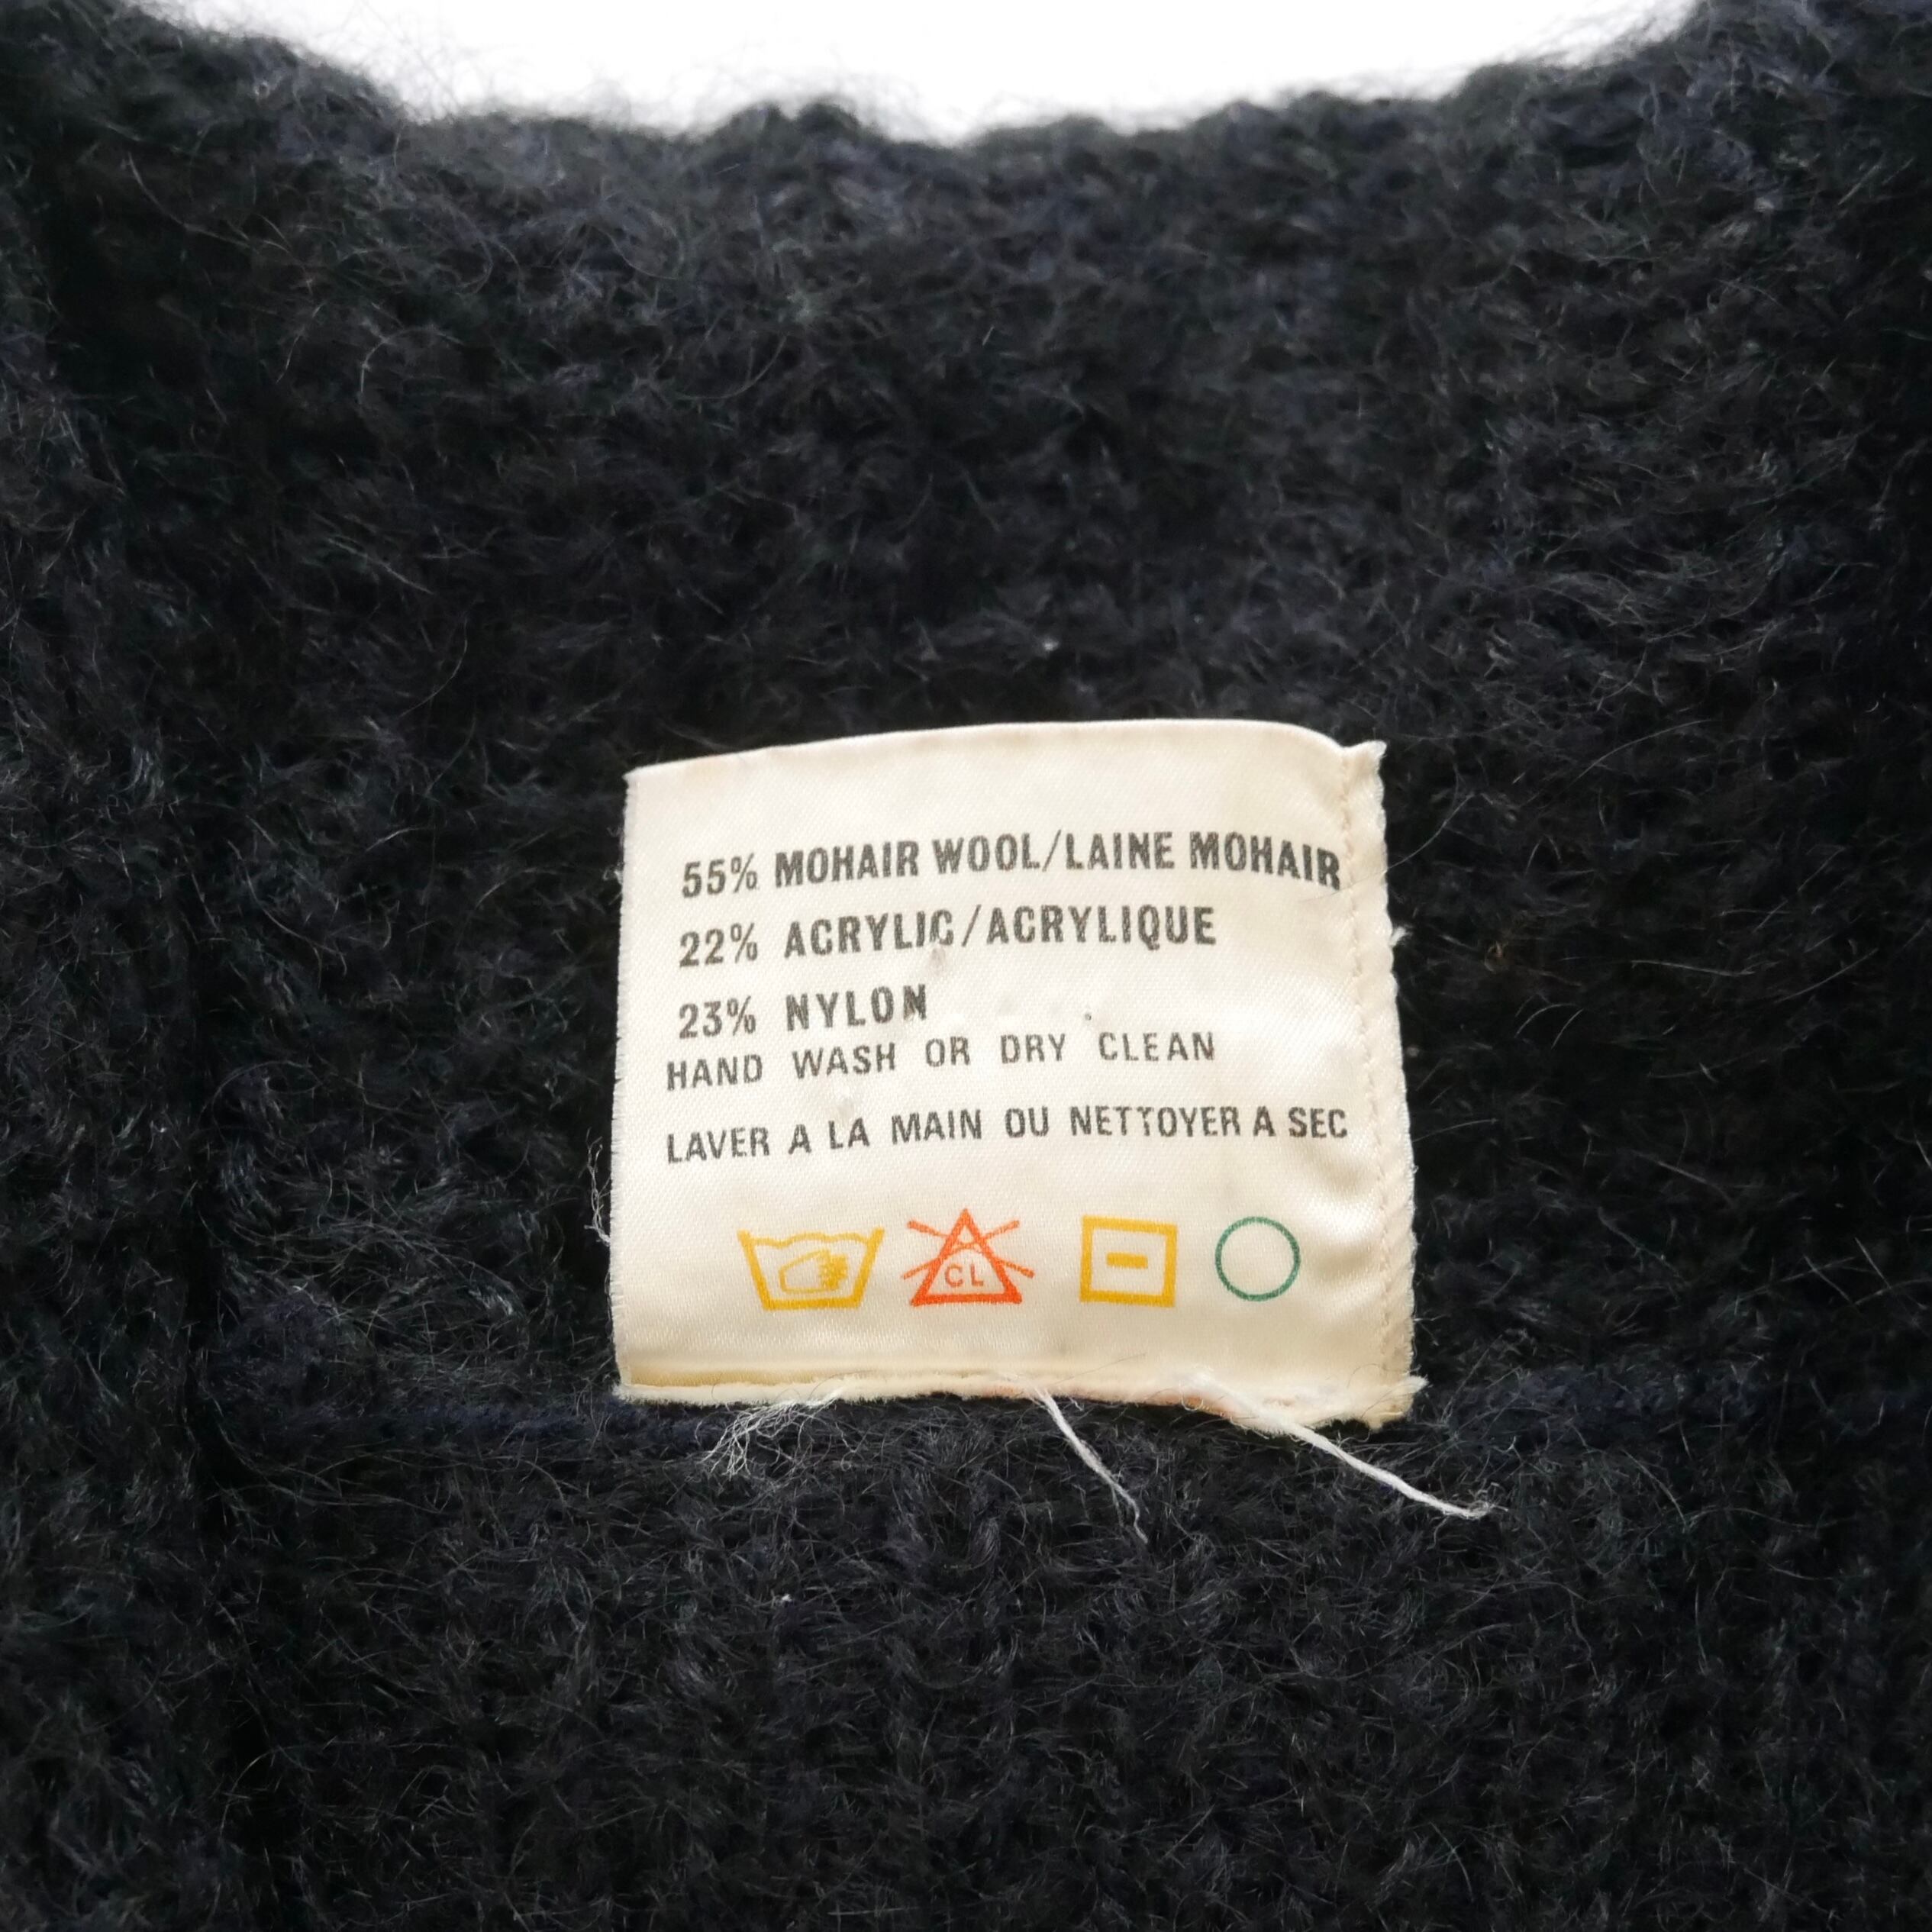 55% MOHAIR WOOL/LAINE MOHAIR
22% ACRYLIC/ACRYLIQUE
23% NYLON
HAND WASH OR DRY CLEAN
LAVER A LA MAIN OU NETTOYER A SEC
CL